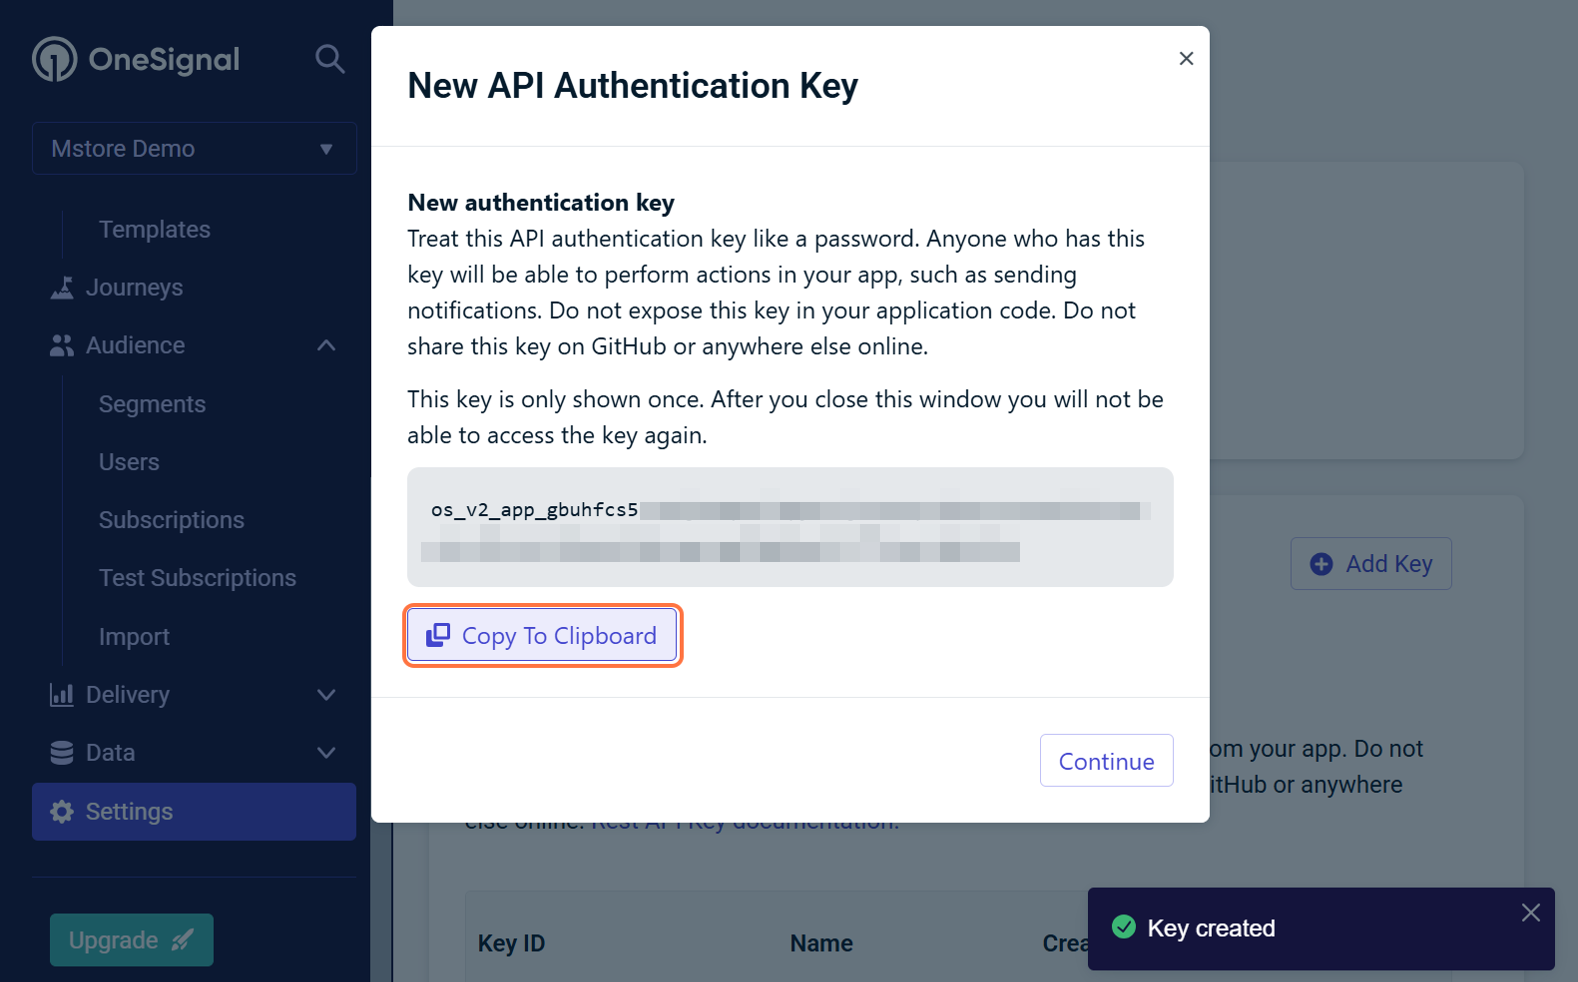 OneSignal
Mstore Demo
Templates
Journeys
Audience
Segments
Users
Subscriptions
Test Subscriptions
Import
Delivery
Data
Settings
Upgrade
New API Authentication Key
New authentication key
Treat this API authentication key like a password. Anyone who has this
key will be able to perform actions in your app, such as sending
notifications. Do not expose this key in your application code. Do not
share this key on GitHub or anywhere else online.
This key is only shown once. After you close this window you will not be
able to access the key again.
os_v2_app_gbuhfcs5
Copy To Clipboard
Continue
Add Key
om your app. Do not
itHub or anywhere
else online. Rest API Key documentation.
Key ID Name Crea
Key created